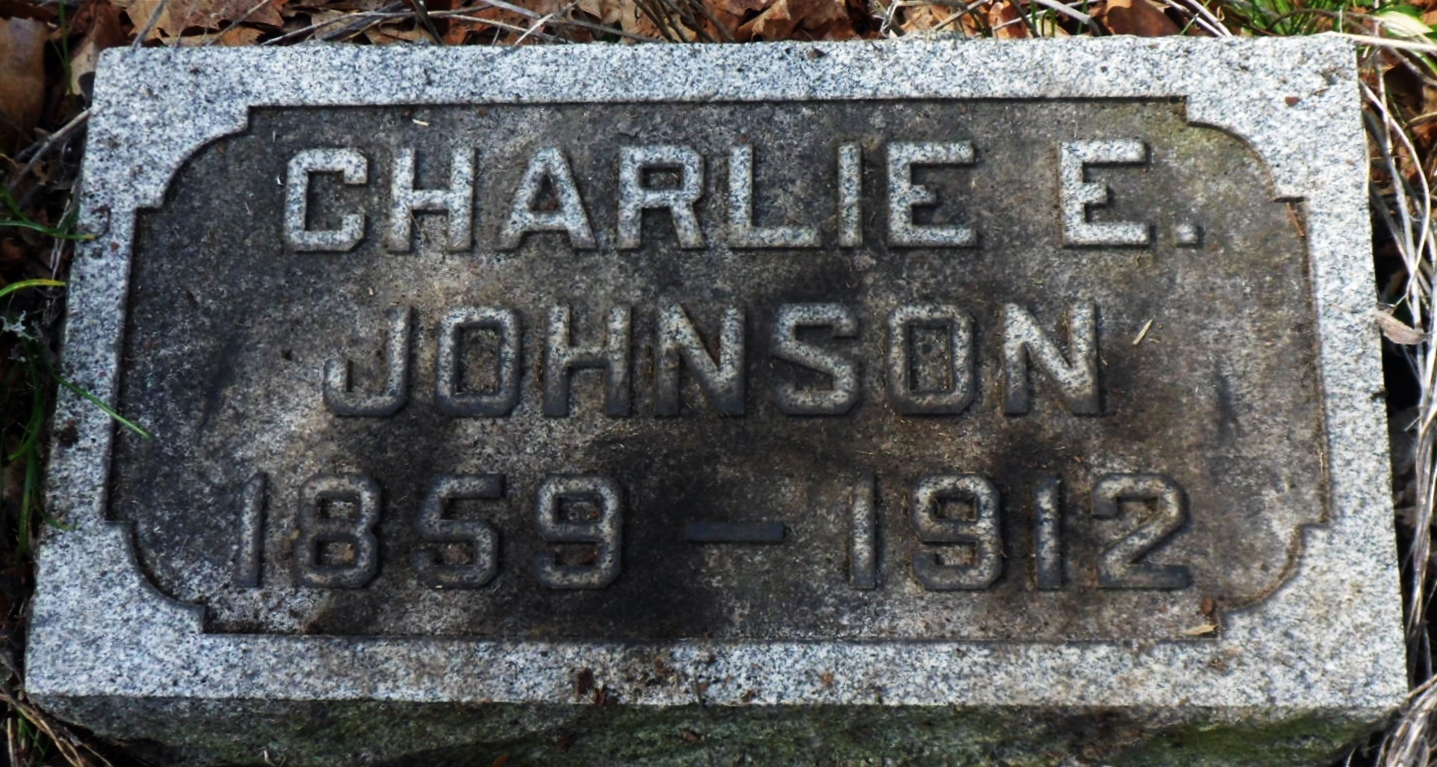 CHARLIE E.
JOHNSON
1859 – 1912